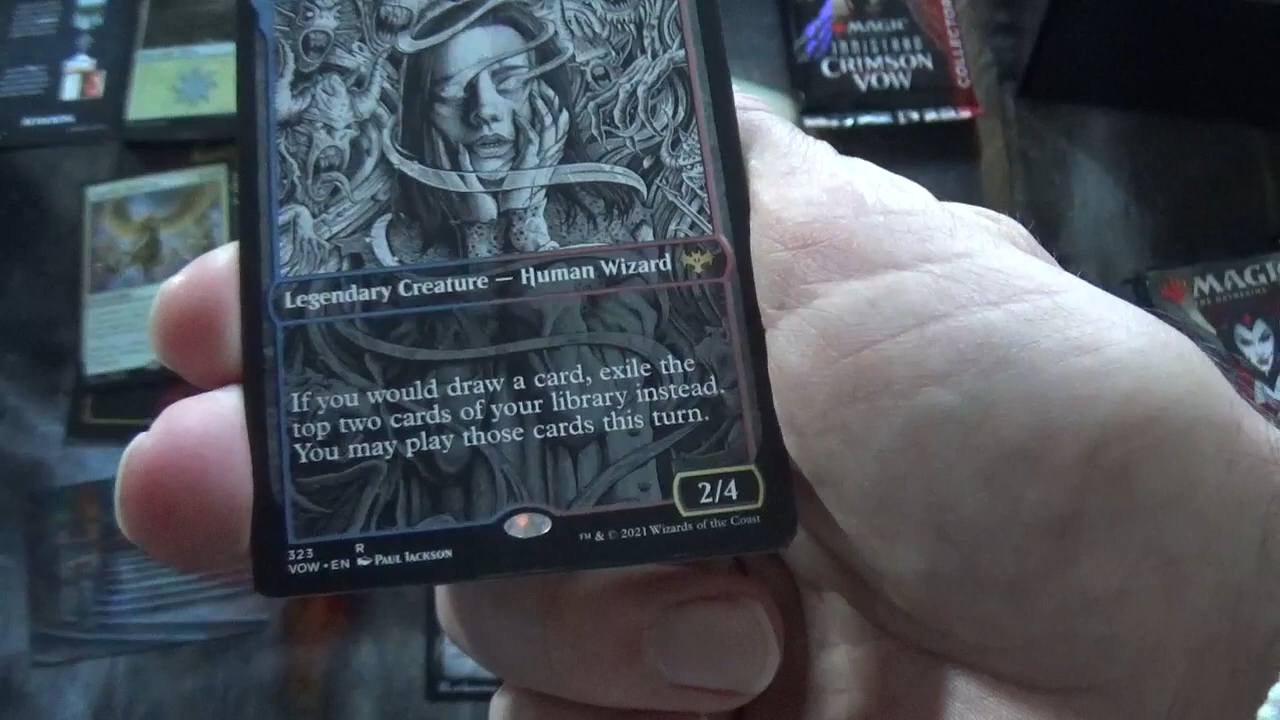 MAGIC
INNISTRAD
CRIMSON
VOW
COLLECTOR
MAGIC
Legendary Creature — Human Wizard
If you would draw a card, exile the
top two cards of your library instead.
You may play those cards this turn.
2/4
323 R
VOW • EN PAUL JACKSON
™ & © 2021 Wizards of the Coast